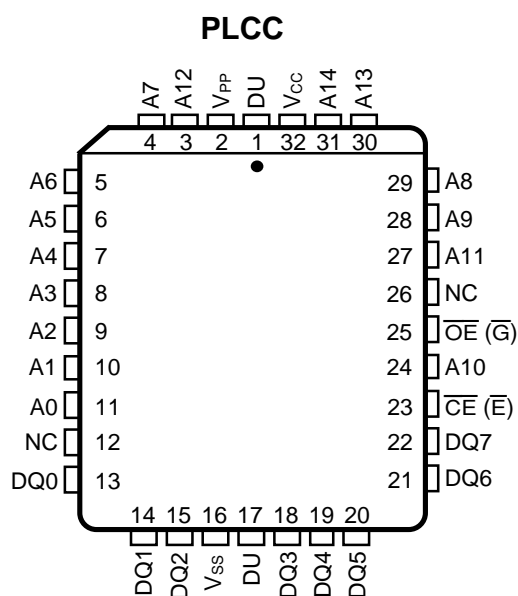 PLCC
A7 A12 VPP DU VCC A14 A13
4 3 2 1 32 31 30
A6 5 29 A8
A5 6 28 A9
A4 7 27 A11
A3 8 26 NC
A2 9 25 O̅E̅ (G̅)
A1 10 24 A10
A0 11 23 C̅E̅ (E̅)
NC 12 22 DQ7
DQ0 13 21 DQ6
14 15 16 17 18 19 20
DQ1 DQ2 VSS DU DQ3 DQ4 DQ5